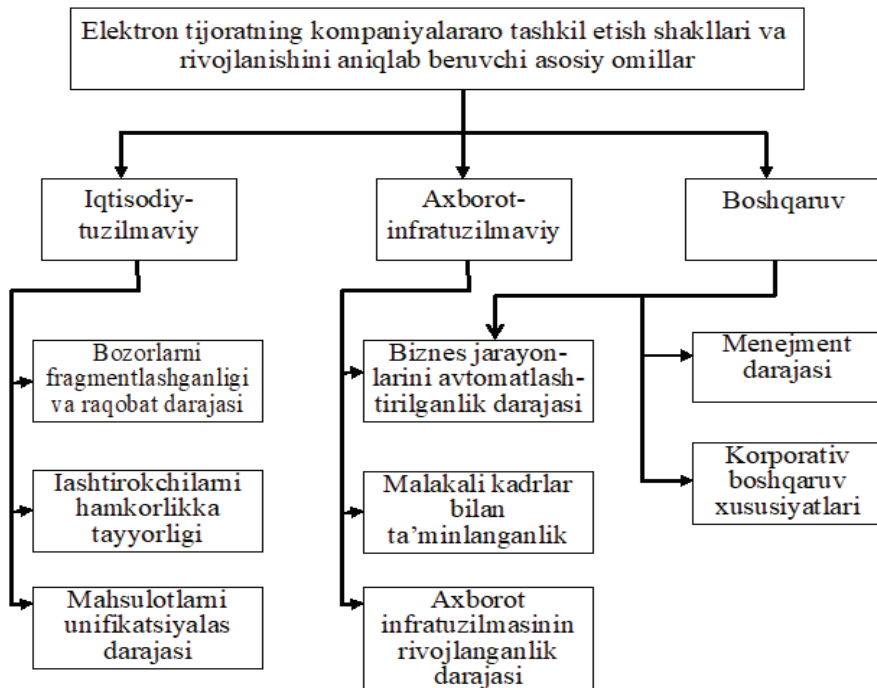 Elektron tijoratning kompaniyalararo tashkil etish shakllari va
rivojlanishini aniqlab beruvchi asosiy omillar
Iqtisodiy-
tuzilmaviy
Axborot-
infratuzilmaviy
Boshqaruv
Bozorlarni
fragmentlashganligi
va raqobat darajasi
Iashtirokchilarni
hamkorlikka
tayyorligi
Mahsulotlarni
unifikatsiyalas
darajasi
Biznes jarayon-
larini avtomatlash-
tirilganlik darajasi
Malakali kadrlar
bilan
ta’minlanganlik
Axborot
infratuzilmasinin
rivojlanganlik
darajasi
Menejment
darajasi
Korporativ
boshqaruv
xususiyatlari